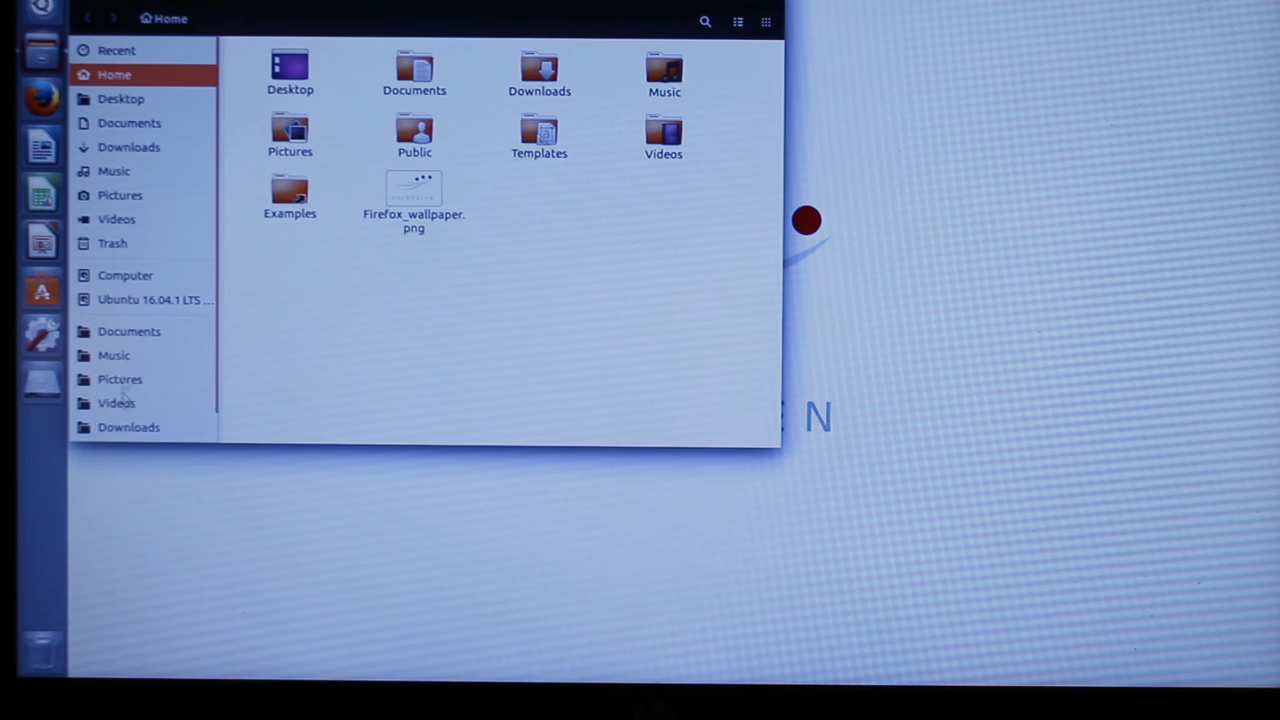 Home
Recent
Home
Desktop
Documents
Downloads
Music
Pictures
Videos
Trash
Computer
Ubuntu 16.04.1 LTS ...
Documents
Music
Pictures
Videos
Downloads
Desktop
Documents
Downloads
Music
Pictures
Public
Templates
Videos
Examples
Firefox_wallpaper.
png
N